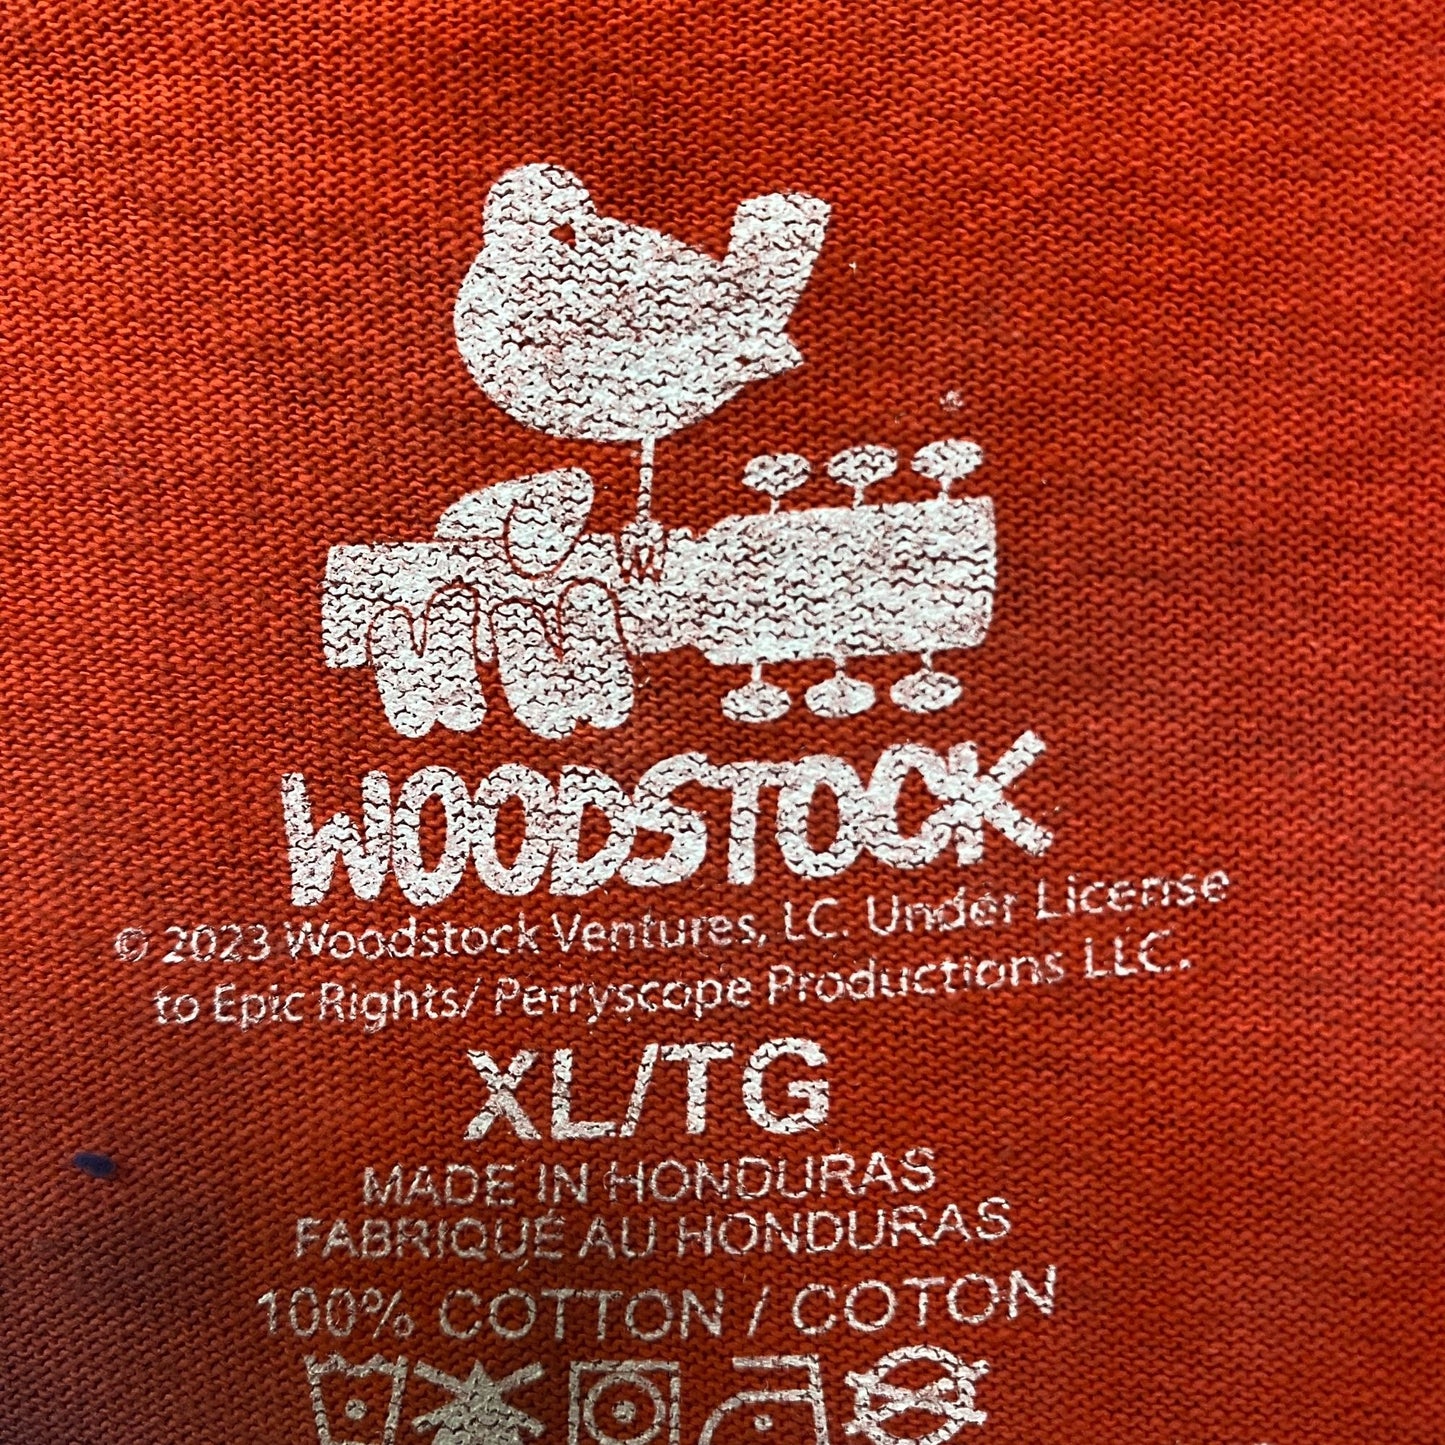 WOODSTOCK
© 2023 Woodstock Ventures, LC. Under License
to Epic Rights/ Perryscope Productions LLC.
XL/TG
MADE IN HONDURAS
FABRIQUÉ AU HONDURAS
100% COTTON / COTON